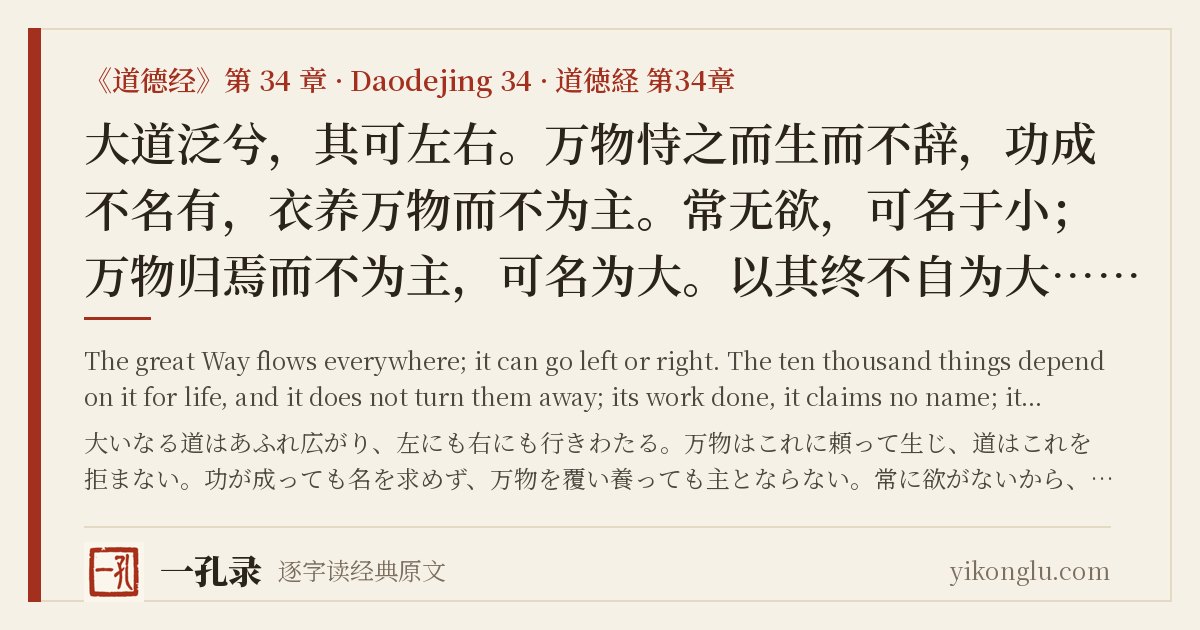 《道德经》第 34 章 · Daodejing 34 · 道徳経 第34章
大道泛兮，其可左右。万物恃之而生而不辞，功成
不名有，衣养万物而不为主。常无欲，可名于小；
万物归焉而不为主，可名为大。以其终不自为大……
The great Way flows everywhere; it can go left or right. The ten thousand things depend
on it for life, and it does not turn them away; its work done, it claims no name; it...
大いなる道はあふれ広がり、左にも右にも行きわたる。万物はこれに頼って生じ、道はこれを
拒まない。功が成っても名を求めず、万物を覆い養っても主とならない。常に欲がないから、…
一孔
一孔录 逐字读经典原文 yikonglu.com